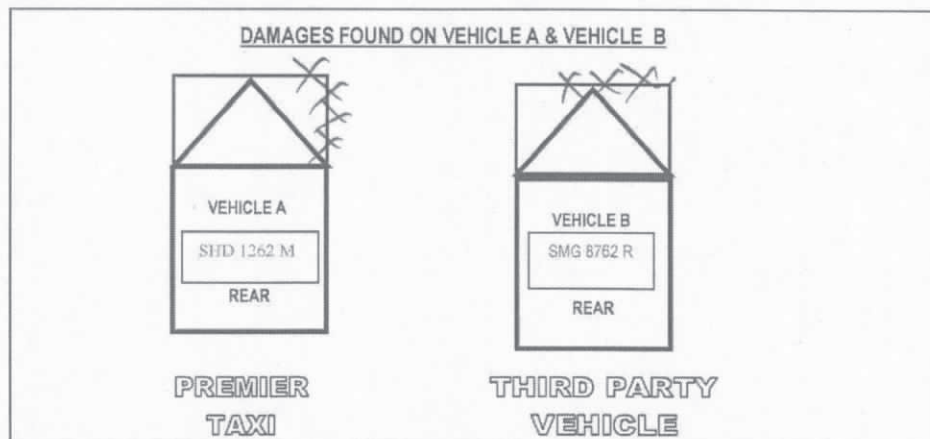 DAMAGES FOUND ON VEHICLE A & VEHICLE B
VEHICLE A
SHD 1262 M
REAR
PREMIER
TAXI
VEHICLE B
SMG 8762 R
REAR
THIRD PARTY
VEHICLE